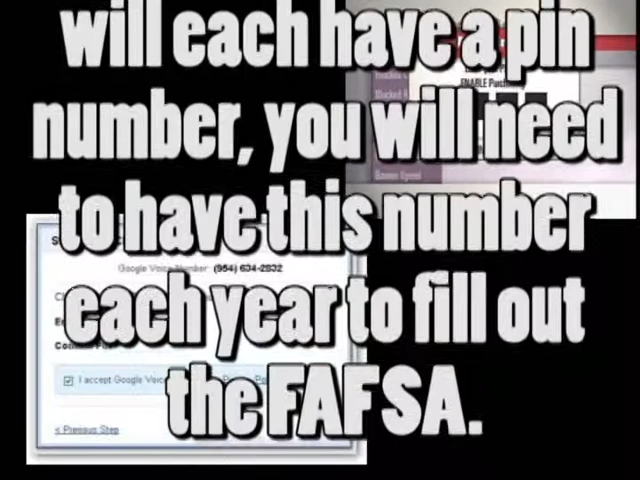 will each have a pin
number, you will need
to have this number
each year to fill out
the FAFSA.
ENABLE
Google Voice Number: (954) 634-2832
I accept Google Voice
< Previous Step